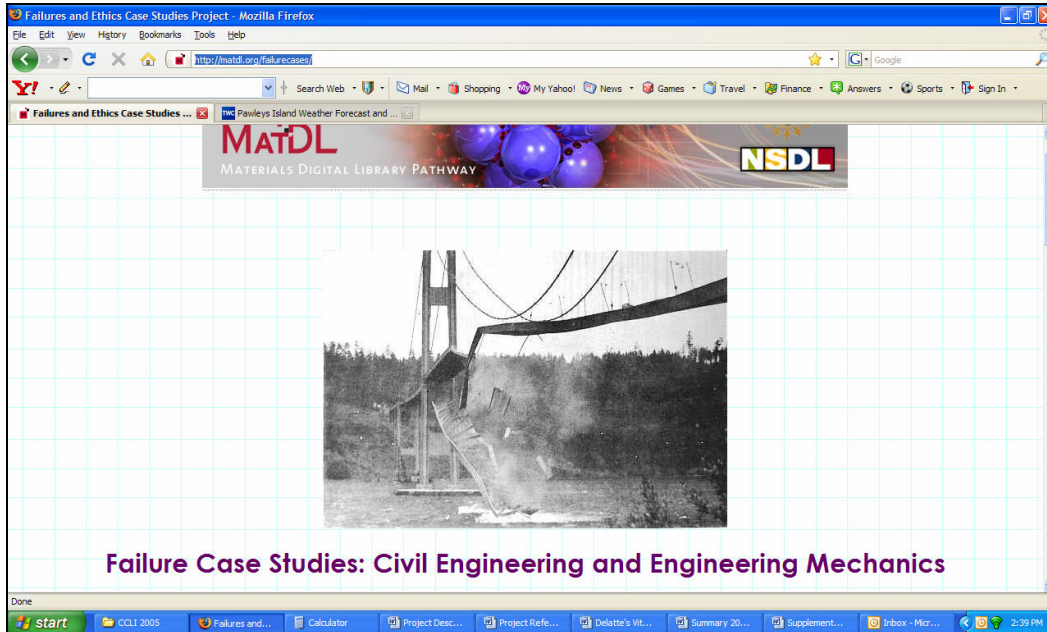 Failures and Ethics Case Studies Project - Mozilla Firefox
File Edit View History Bookmarks Tools Help
http://matdl.org/failurecases/ G Google
Y! Search Web Mail Shopping My My Yahoo! News Games Travel Finance Answers Sports Sign In
Failures and Ethics Case Studies ... TWC Pawleys Island Weather Forecast and ...
MATDL
MATERIALS DIGITAL LIBRARY PATHWAY
NSDL
Failure Case Studies: Civil Engineering and Engineering Mechanics
Done
start CCLI 2005 Failures and... Calculator Project Desc... Project Refe... Delatte's Vit... Summary 20... Supplement... Inbox - Micr... 2:39 PM